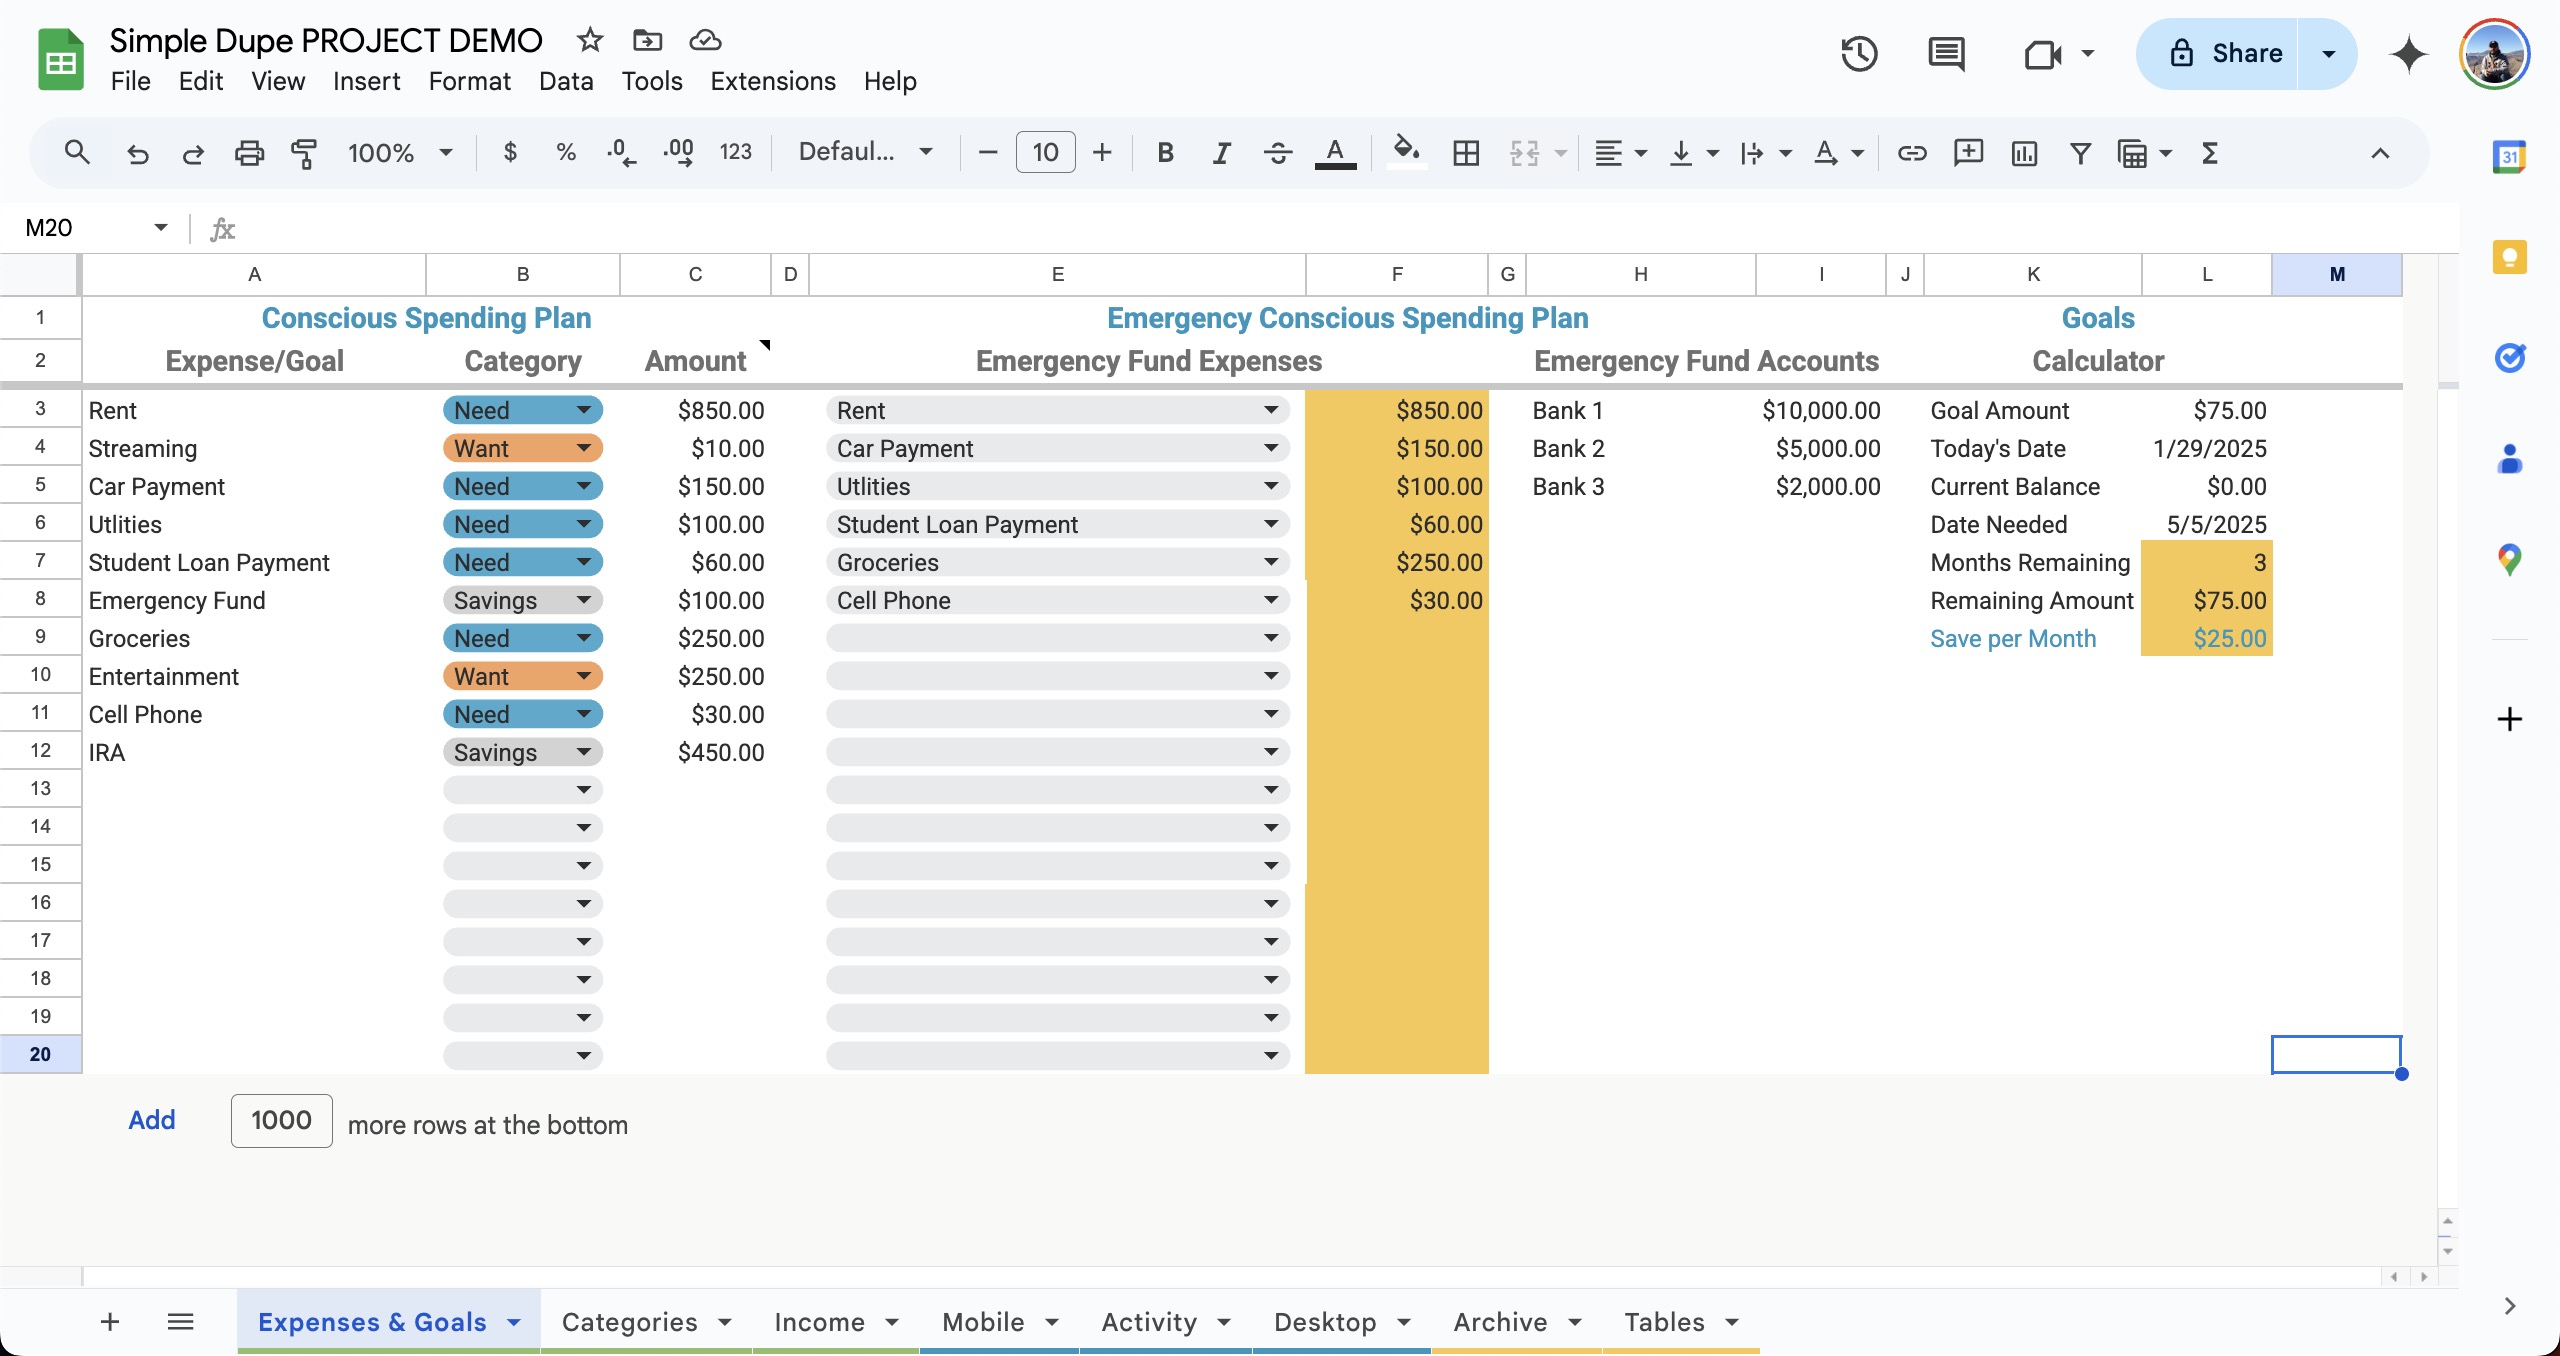 Simple Dupe PROJECT DEMO
File Edit View Insert Format Data Tools Extensions Help
Share
100% $ % .0 .00 123 Defaul... 10 B I A A Σ
31
M20 fx
A B C D E F G H I J K L M
1 Conscious Spending Plan Emergency Conscious Spending Plan Goals
2 Expense/Goal Category Amount Emergency Fund Expenses Emergency Fund Accounts Calculator
3 Rent Need $850.00 Rent $850.00 Bank 1 $10,000.00 Goal Amount $75.00
4 Streaming Want $10.00 Car Payment $150.00 Bank 2 $5,000.00 Today's Date 1/29/2025
5 Car Payment Need $150.00 Utlities $100.00 Bank 3 $2,000.00 Current Balance $0.00
6 Utlities Need $100.00 Student Loan Payment $60.00 Date Needed 5/5/2025
7 Student Loan Payment Need $60.00 Groceries $250.00 Months Remaining 3
8 Emergency Fund Savings $100.00 Cell Phone $30.00 Remaining Amount $75.00
9 Groceries Need $250.00 Save per Month $25.00
10 Entertainment Want $250.00
11 Cell Phone Need $30.00
12 IRA Savings $450.00
13
14
15
16
17
18
19
20
Add 1000 more rows at the bottom
Expenses & Goals Categories Income Mobile Activity Desktop Archive Tables